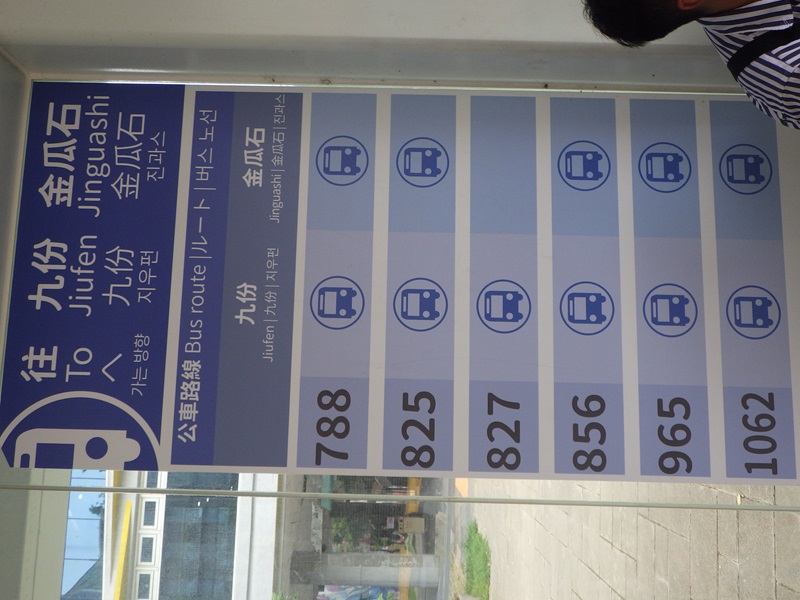 往 九份 金瓜石
To Jiufen Jinguashi
へ 九份 金瓜石
가는 방향 지우펀 진과스
公車路線 Bus route | ルート | 버스 노선
九份 金瓜石
Jiufen | 九份 | 지우펀 Jinguashi | 金瓜石 | 진과스
788
825
827
856
965
1062